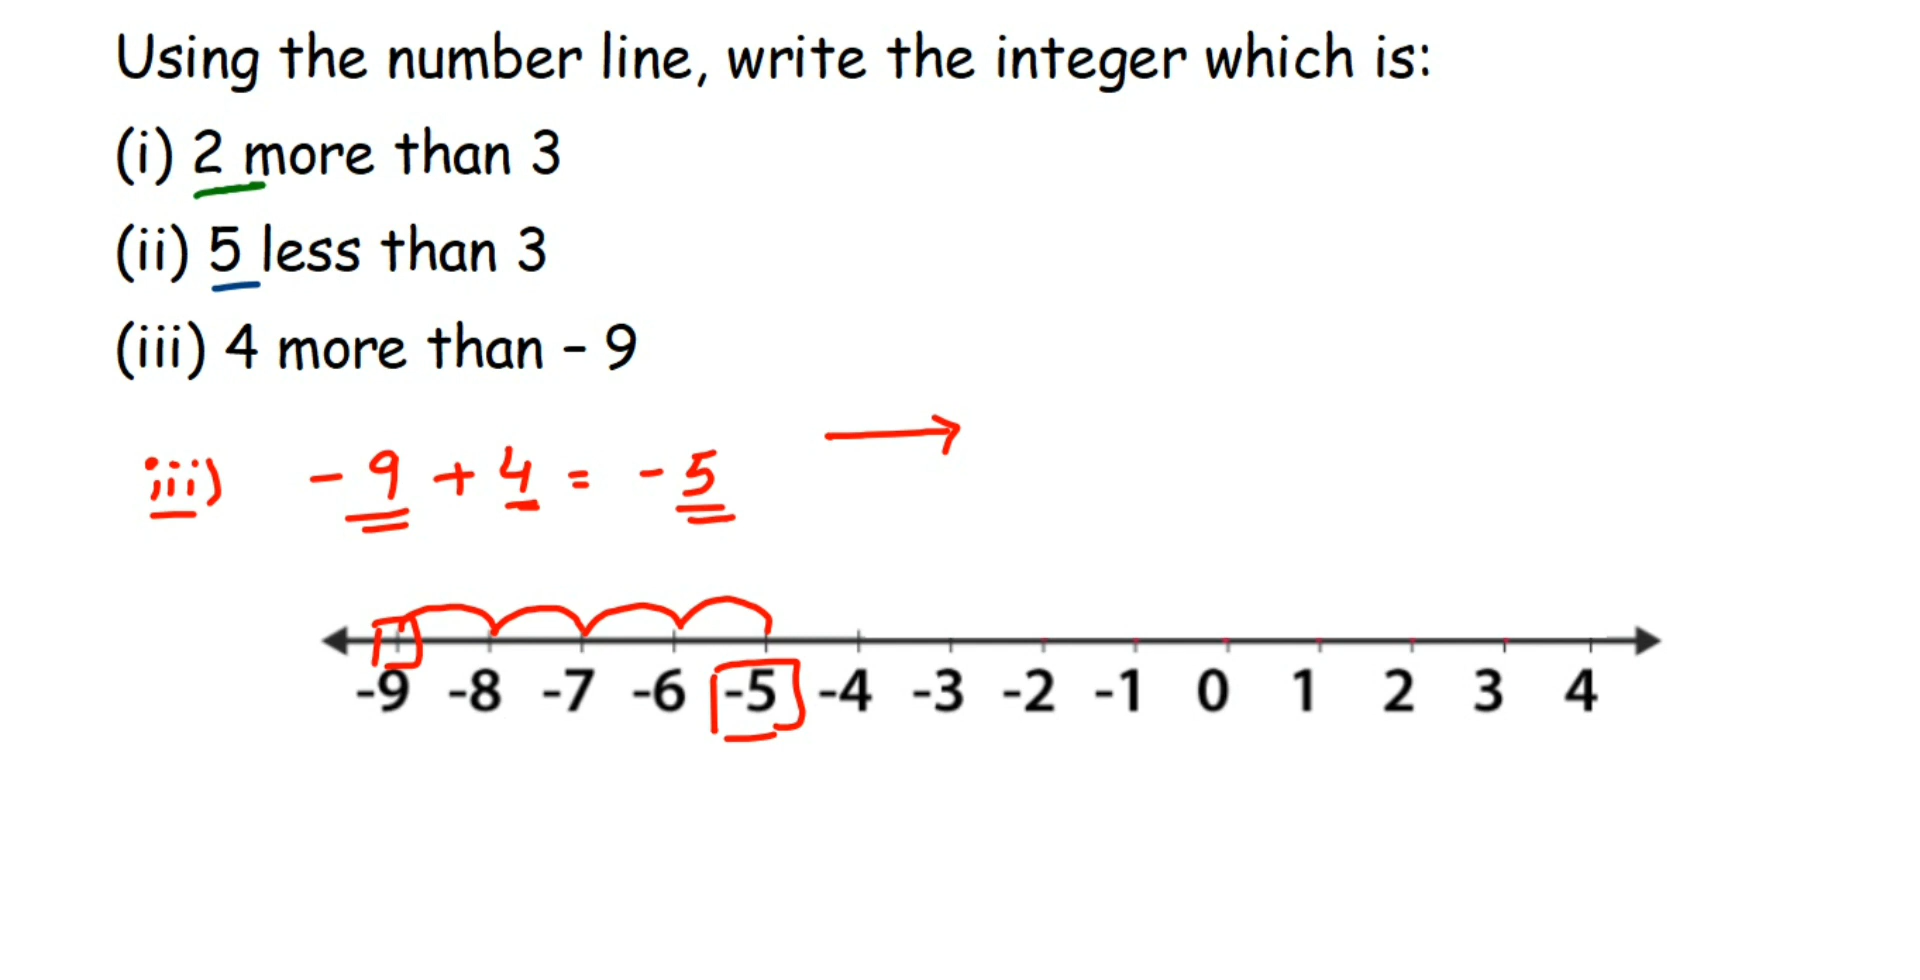 Using the number line, write the integer which is:
(i) 2 more than 3
(ii) 5 less than 3
(iii) 4 more than - 9
iii) - 9 + 4 = - 5
-9 -8 -7 -6 -5 -4 -3 -2 -1 0 1 2 3 4